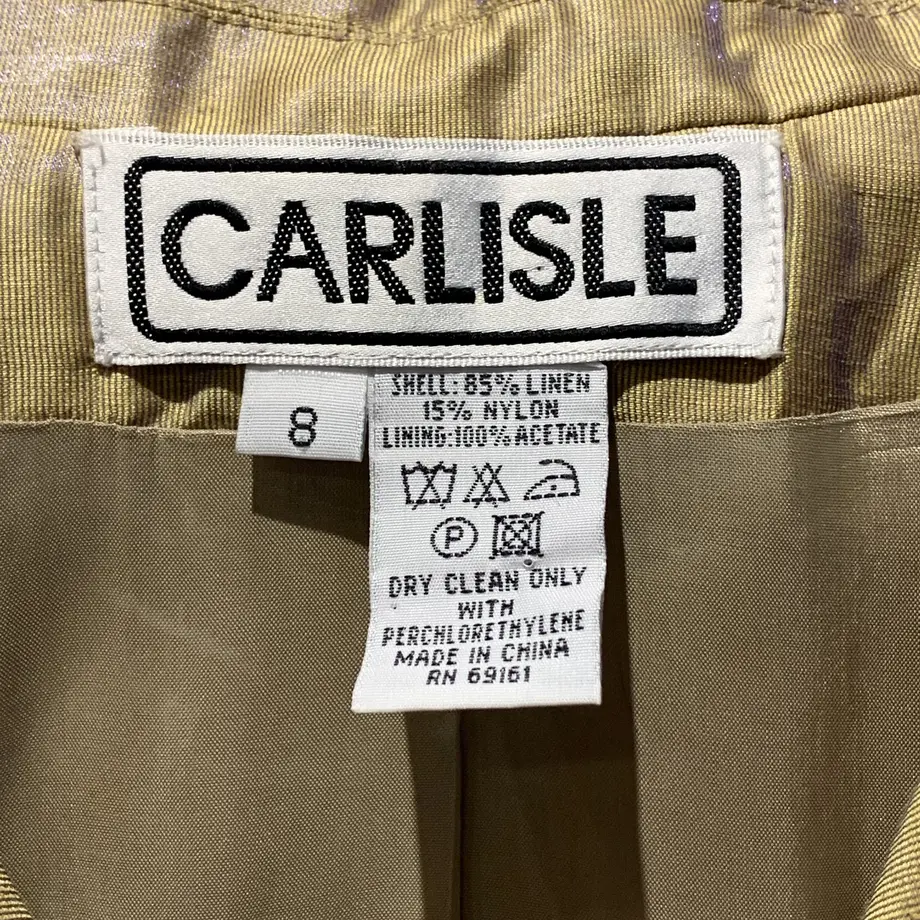 CARLISLE
8
SHELL: 85% LINEN
15% NYLON
LINING:100% ACETATE
P
DRY CLEAN ONLY
WITH
PERCHLORETHYLENE
MADE IN CHINA
RN 69161